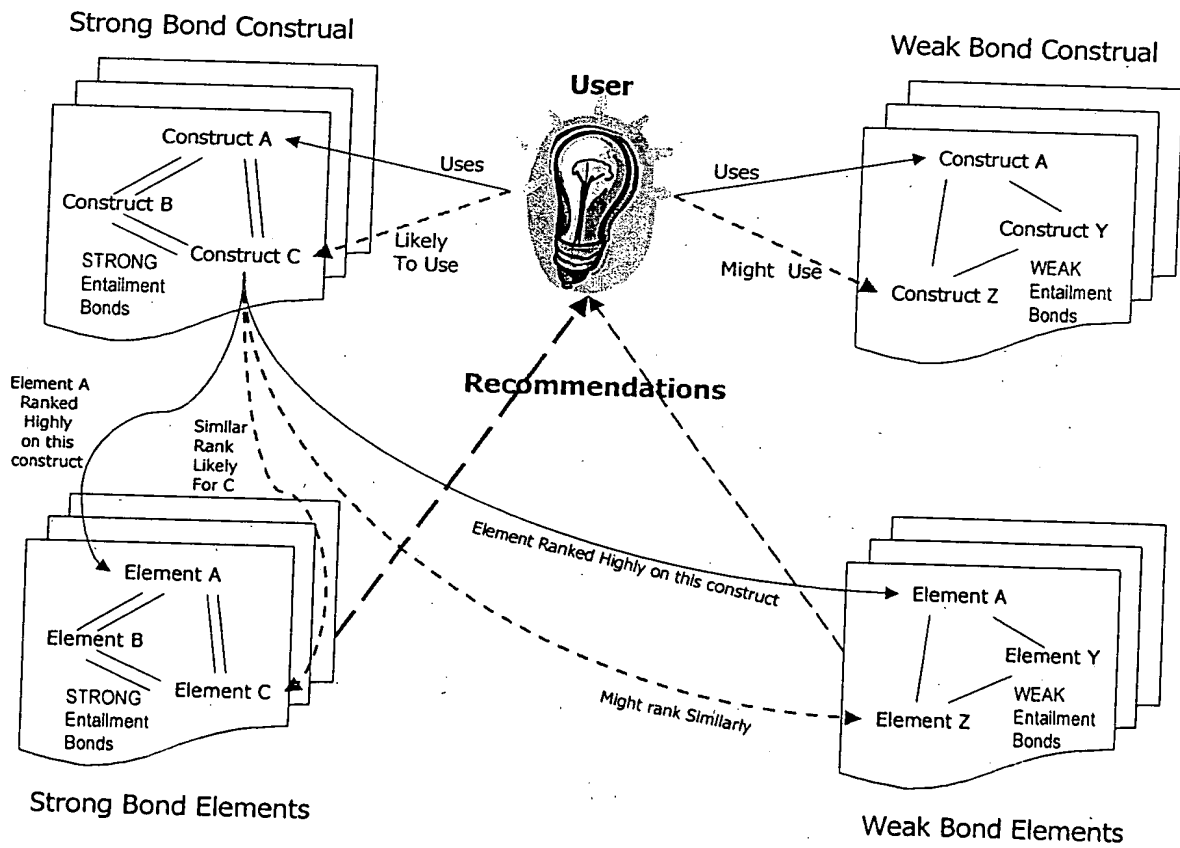 Strong Bond Construal
Weak Bond Construal
User
Construct A
Construct B
Construct C
STRONG
Entailment
Bonds
Uses
Likely
To Use
Uses
Might Use
Construct A
Construct Y
Construct Z
WEAK
Entailment
Bonds
Recommendations
Element A
Ranked
Highly
on this
construct
Similar
Rank
Likely
For C
Element Ranked Highly on this construct
Might rank Similarly
Element A
Element B
Element C
STRONG
Entailment
Bonds
Element A
Element Y
Element Z
WEAK
Entailment
Bonds
Strong Bond Elements
Weak Bond Elements